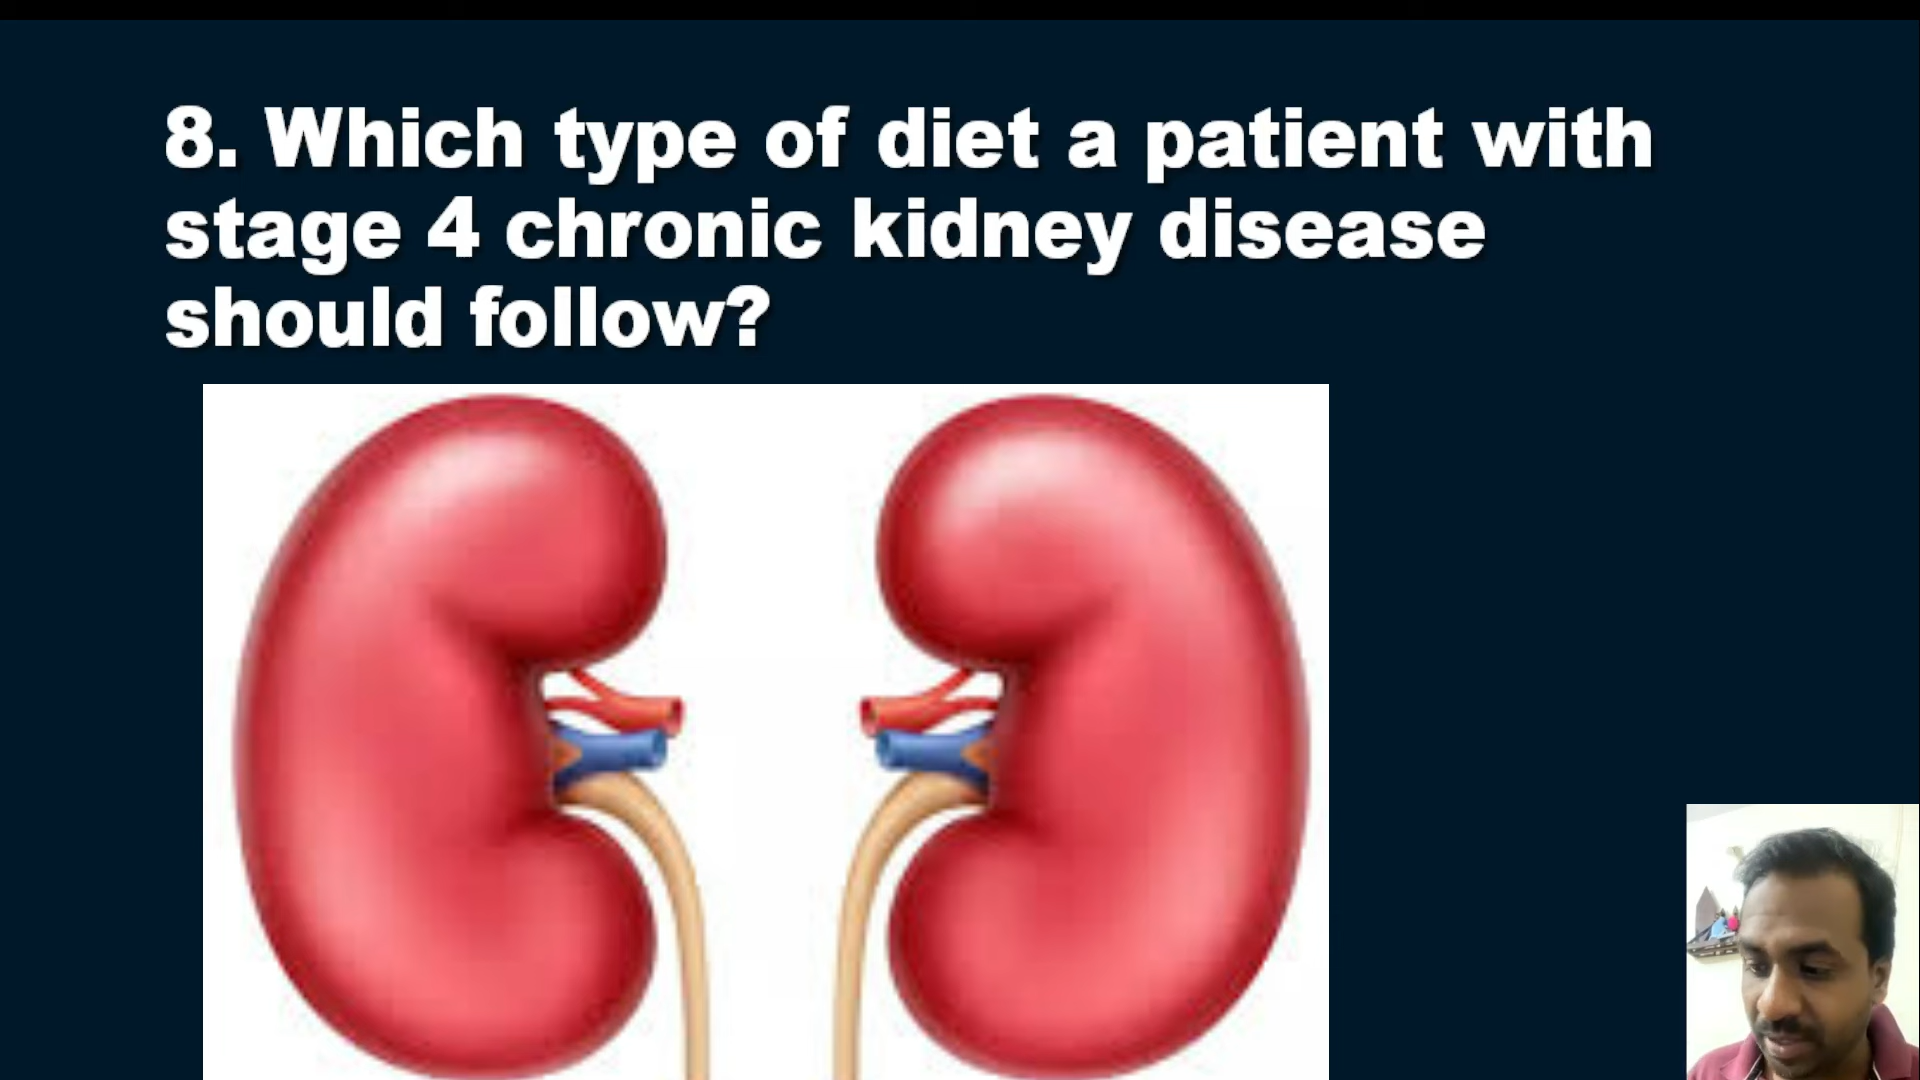 8. Which type of diet a patient with
stage 4 chronic kidney disease
should follow?